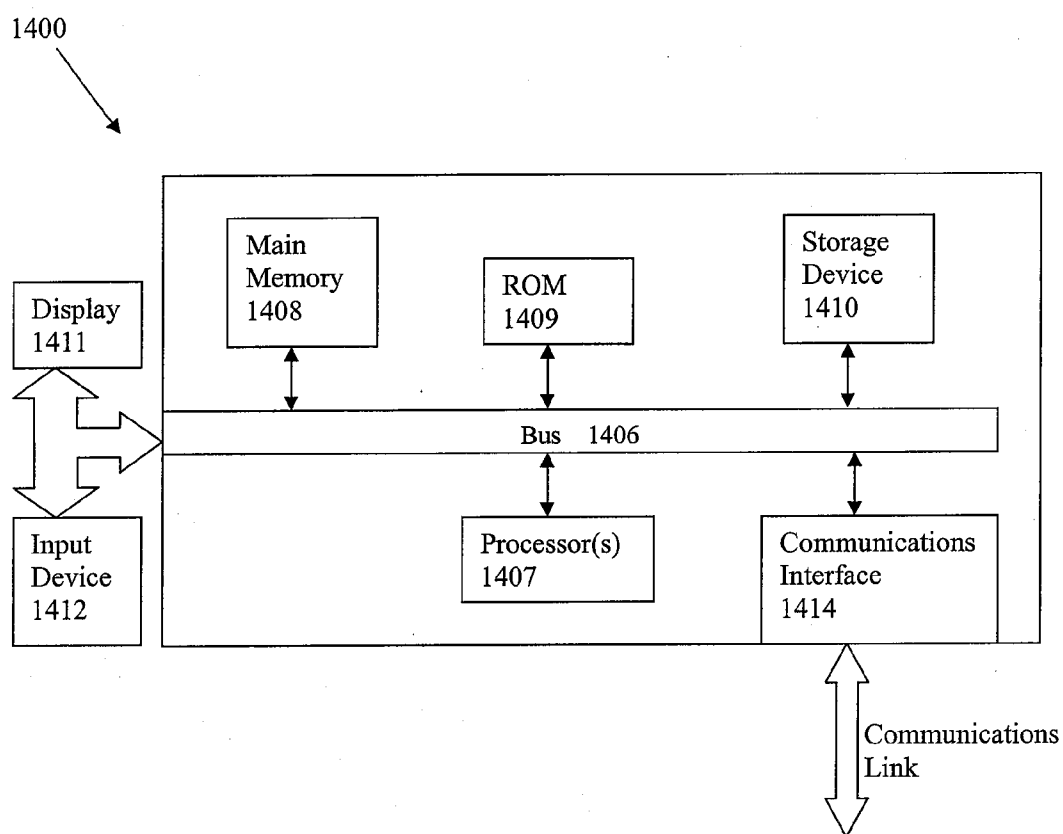 1400
Main
Memory
1408
ROM
1409
Storage
Device
1410
Display
1411
Bus 1406
Input
Device
1412
Processor(s)
1407
Communications
Interface
1414
Communications
Link